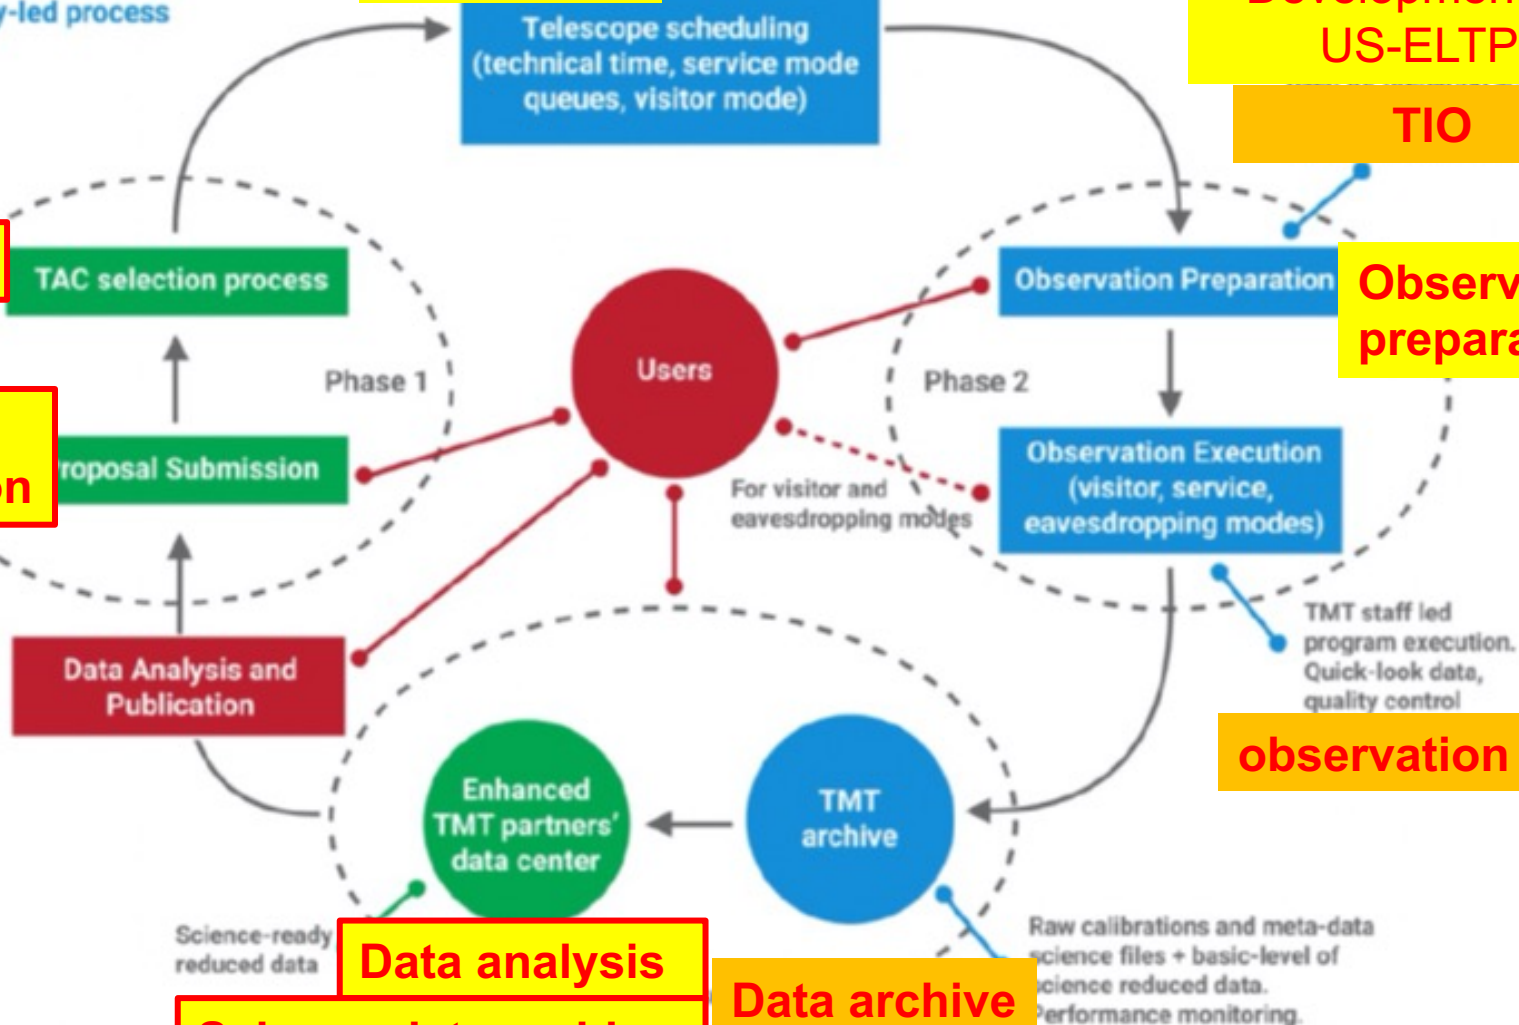 y-led process
Telescope scheduling
(technical time, service mode
queues, visitor mode)
US-ELTP
TIO
TAC selection process
Users
Observation Preparation
Phase 1
Phase 2
roposal Submission
on
Observation Execution
(visitor, service,
eavesdropping modes)
For visitor and
eavesdropping modes
TMT staff led
program execution.
Quick-look data,
quality control
Data Analysis and
Publication
observation
Enhanced
TMT partners'
data center
TMT
archive
Science-ready
reduced data
Data analysis
Data archive
Raw calibrations and meta-data
science files + basic-level of
science reduced data.
Performance monitoring.